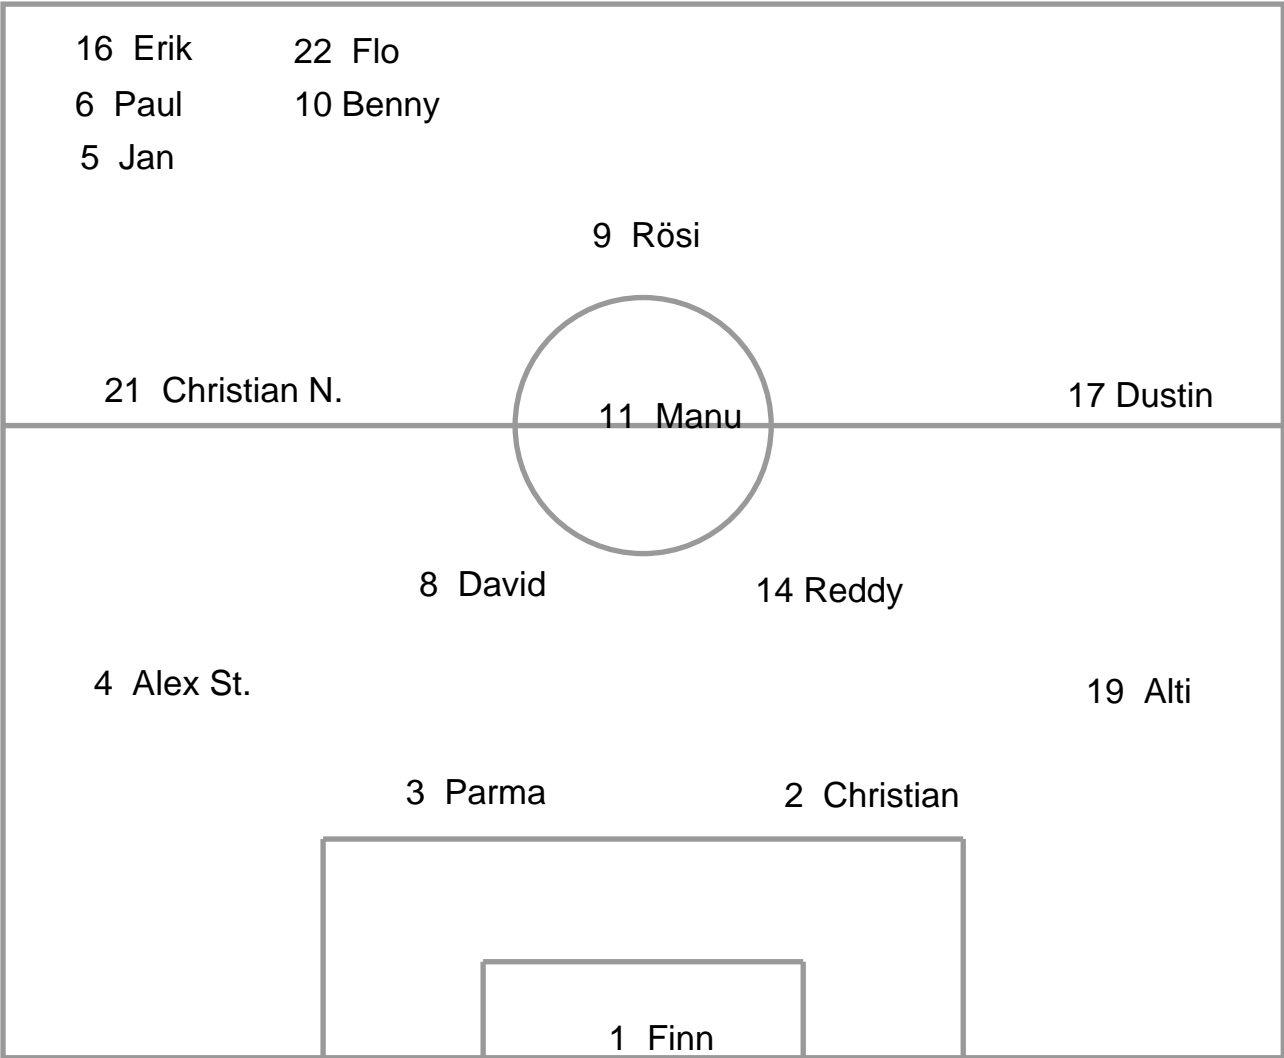 16 Erik 22 Flo
6 Paul 10 Benny
5 Jan
9 Rösi
21 Christian N. 11 Manu 17 Dustin
8 David 14 Reddy
4 Alex St. 19 Alti
3 Parma 2 Christian
1 Finn